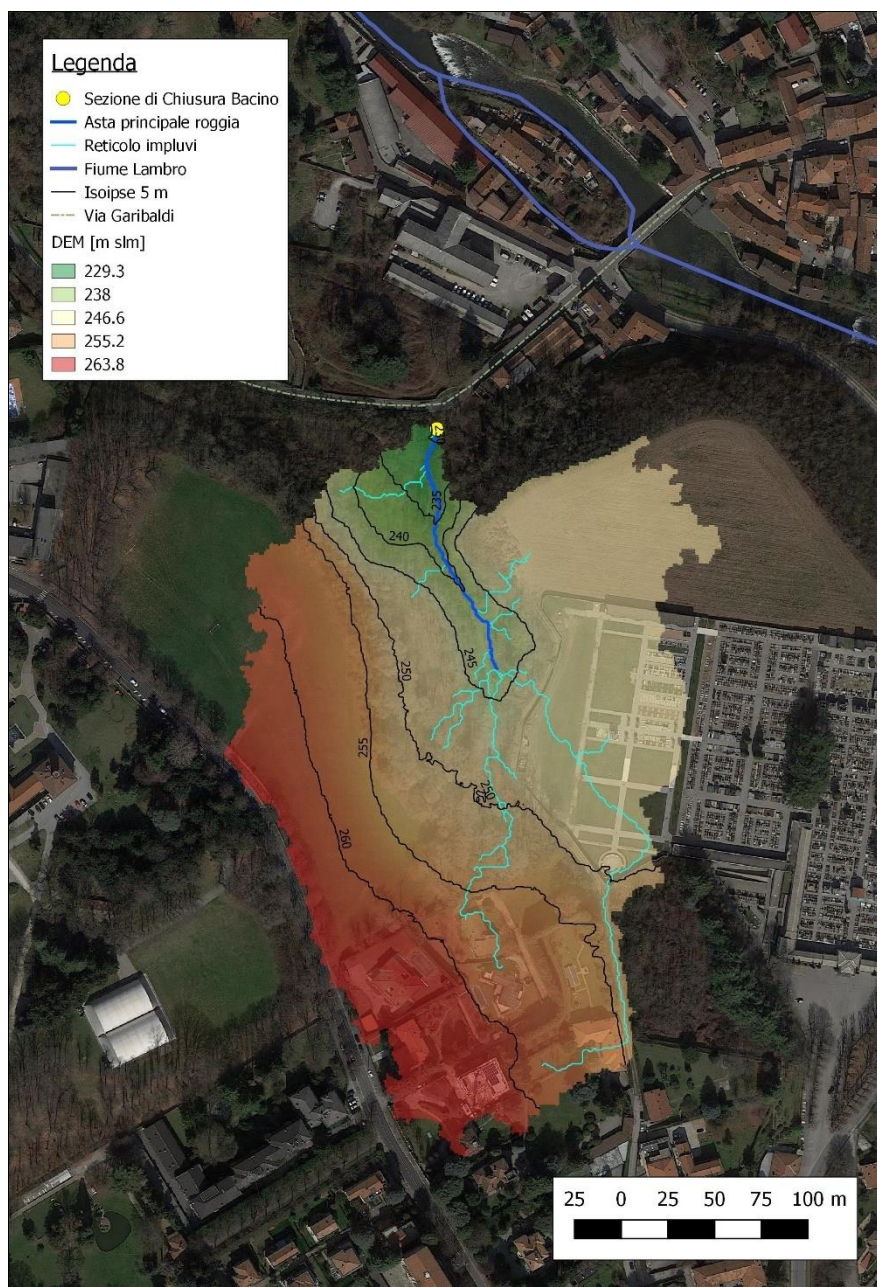 Legenda
Sezione di Chiusura Bacino
Asta principale roggia
Reticolo impluvi
Fiume Lambro
Isoipse 5 m
Via Garibaldi
DEM [m slm]
229.3
238
246.6
255.2
263.8
235
240
245
250
255
250
260
25 0 25 50 75 100 m